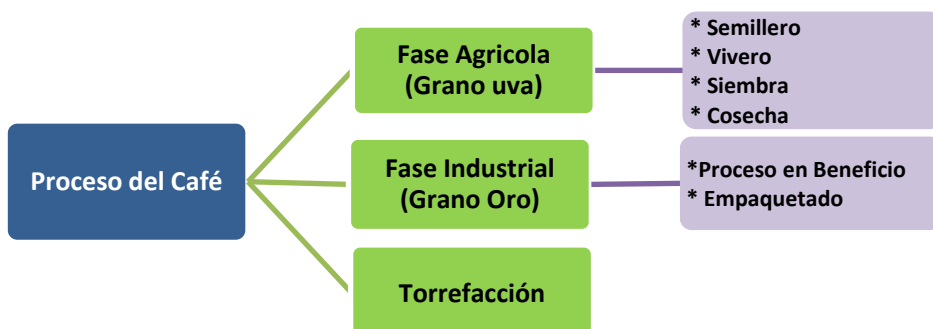 Proceso del Café
Fase Agricola
(Grano uva)
* Semillero
* Vivero
* Siembra
* Cosecha
Fase Industrial
(Grano Oro)
*Proceso en Beneficio
* Empaquetado
Torrefacción